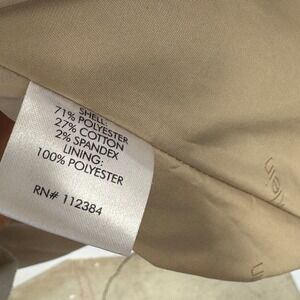 SHELL:
71% POLYESTER
27% COTTON
2% SPANDEX
LINING:
100% POLYESTER
RN# 112384